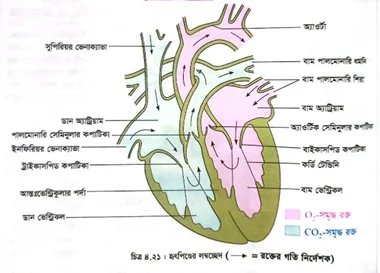 অ্যাওর্টা
সুপিরিয়র ভেনাক্যাভা
বাম পালমোনারি ধমনি
বাম পালমোনারি শিরা
ডান অ্যাট্রিয়াম
বাম অ্যাট্রিয়াম
পালমোনারি সেমিলুনার কপাটিকা
অ্যাওর্টিক সেমিলুনার কপাটিকা
ইনফিরিয়র ভেনাক্যাভা
বাইকাসপিড কপাটিকা
ট্রাইকাসপিড কপাটিকা
কর্ডি টেন্ডিনি
আন্তঃভেন্ট্রিকুলার পর্দা
বাম ভেন্ট্রিকল
ডান ভেন্ট্রিকল
O₂-সমৃদ্ধ রক্ত
CO₂-সমৃদ্ধ রক্ত
চিত্র ৪.২১ : হৃৎপিণ্ডের লম্বচ্ছেদ (⟶ = রক্তের গতি নির্দেশক)